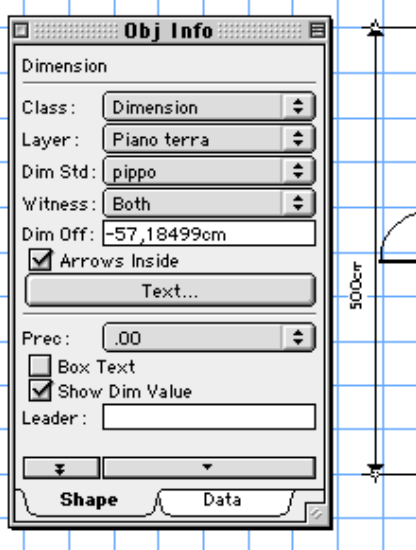 Obj Info
Dimension
Class: Dimension
Layer: Piano terra
Dim Std: pippo
Witness: Both
Dim Off: -57,18499cm
Arrows Inside
Text...
Prec: .00
Box Text
Show Dim Value
Leader:
Shape Data
500cm